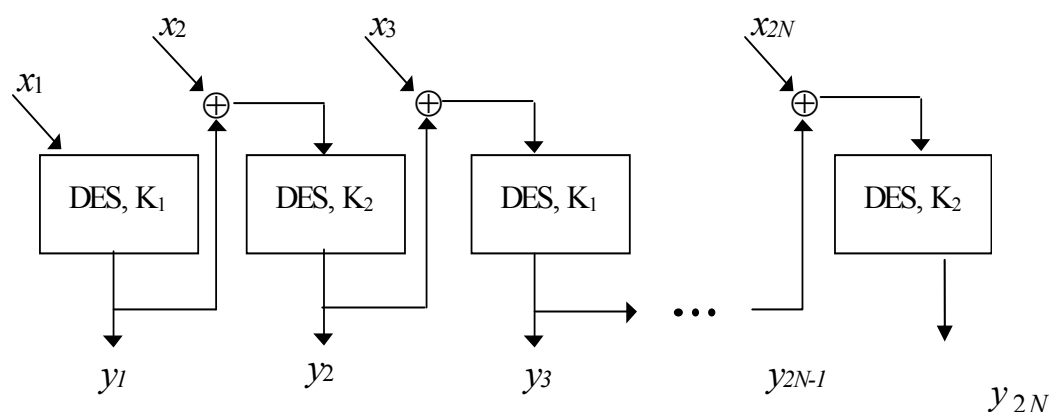 x₂
x₃
x₂N
x₁
DES, K₁
DES, K₂
DES, K₁
DES, K₂
...
y₁
y₂
y₃
y₂N-1
y₂N